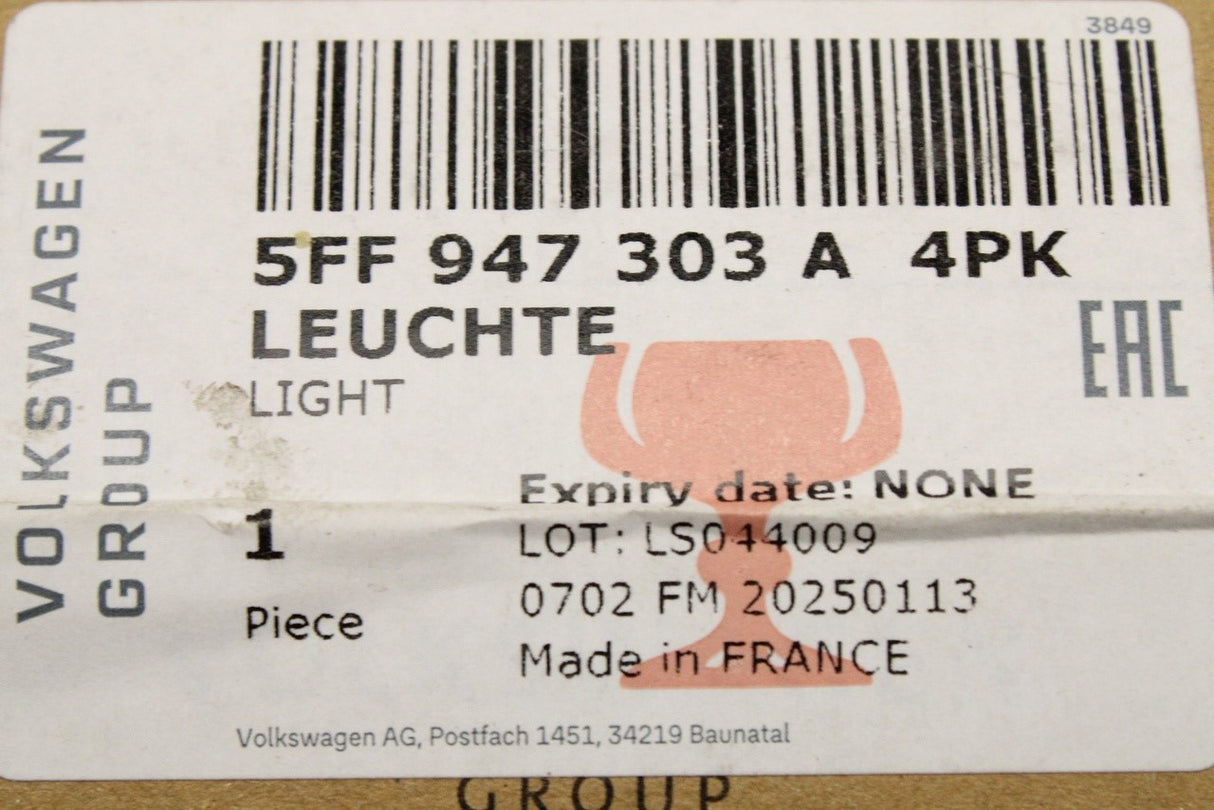 3849
VOLKSWAGEN
GROUP
5FF 947 303 A 4PK
LEUCHTE
LIGHT
EAC
1
Piece
Expiry date: NONE
LOT: LS044009
0702 FM 20250113
Made in FRANCE
Volkswagen AG, Postfach 1451, 34219 Baunatal
GROUP